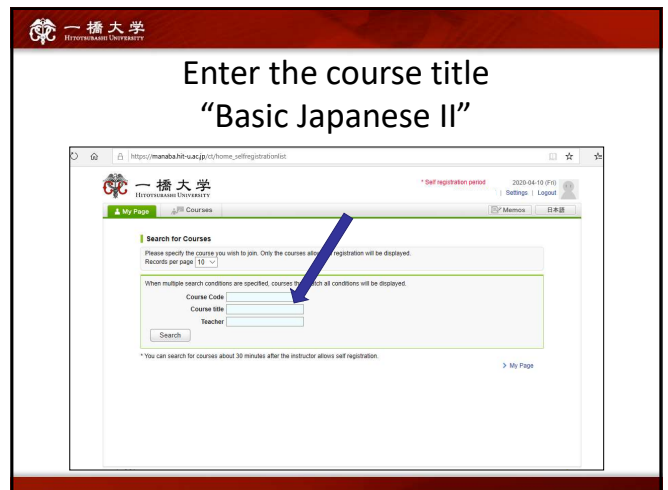 一橋大学
HITOTSUBASHI UNIVERSITY
Enter the course title
“Basic Japanese II”
https://manaba.hit-u.ac.jp/ct/home_selfregistrationlist
一橋大学
HITOTSUBASHI UNIVERSITY
* Self registration period
2020-04-10 (Fri)
| Settings | Logout
My Page
Courses
Memos
日本語
Search for Courses
Please specify the course you wish to join. Only the courses registration will be displayed.
Records per page 10
When multiple search conditions are specified, courses all conditions will be displayed.
Course Code
Course title
Teacher
Search
* You can search for courses about 30 minutes after the instructor allows self registration.
> My Page